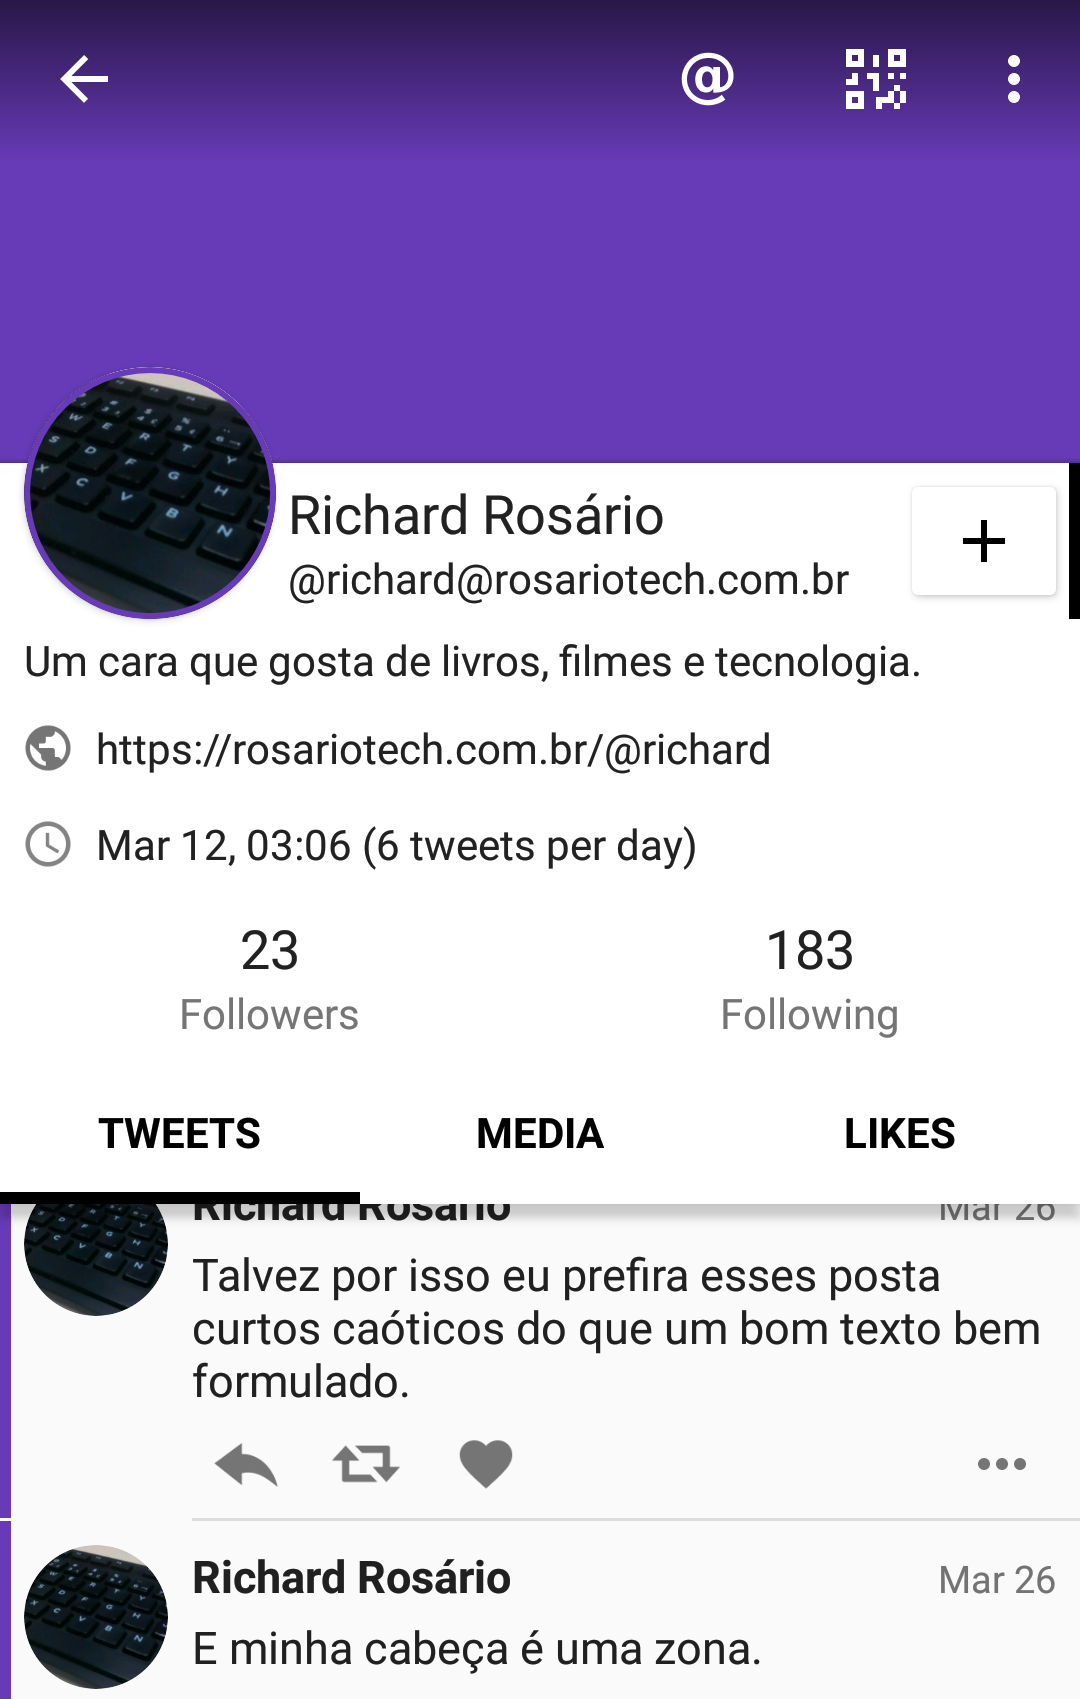 @
Richard Rosário
@richard@rosariotech.com.br
Um cara que gosta de livros, filmes e tecnologia.
https://rosariotech.com.br/@richard
Mar 12, 03:06 (6 tweets per day)
23
183
Followers
Following
TWEETS
MEDIA
LIKES
Richard Rosário
Mar 26
Talvez por isso eu prefira esses posta
curtos caóticos do que um bom texto bem
formulado.
Richard Rosário
Mar 26
E minha cabeça é uma zona.